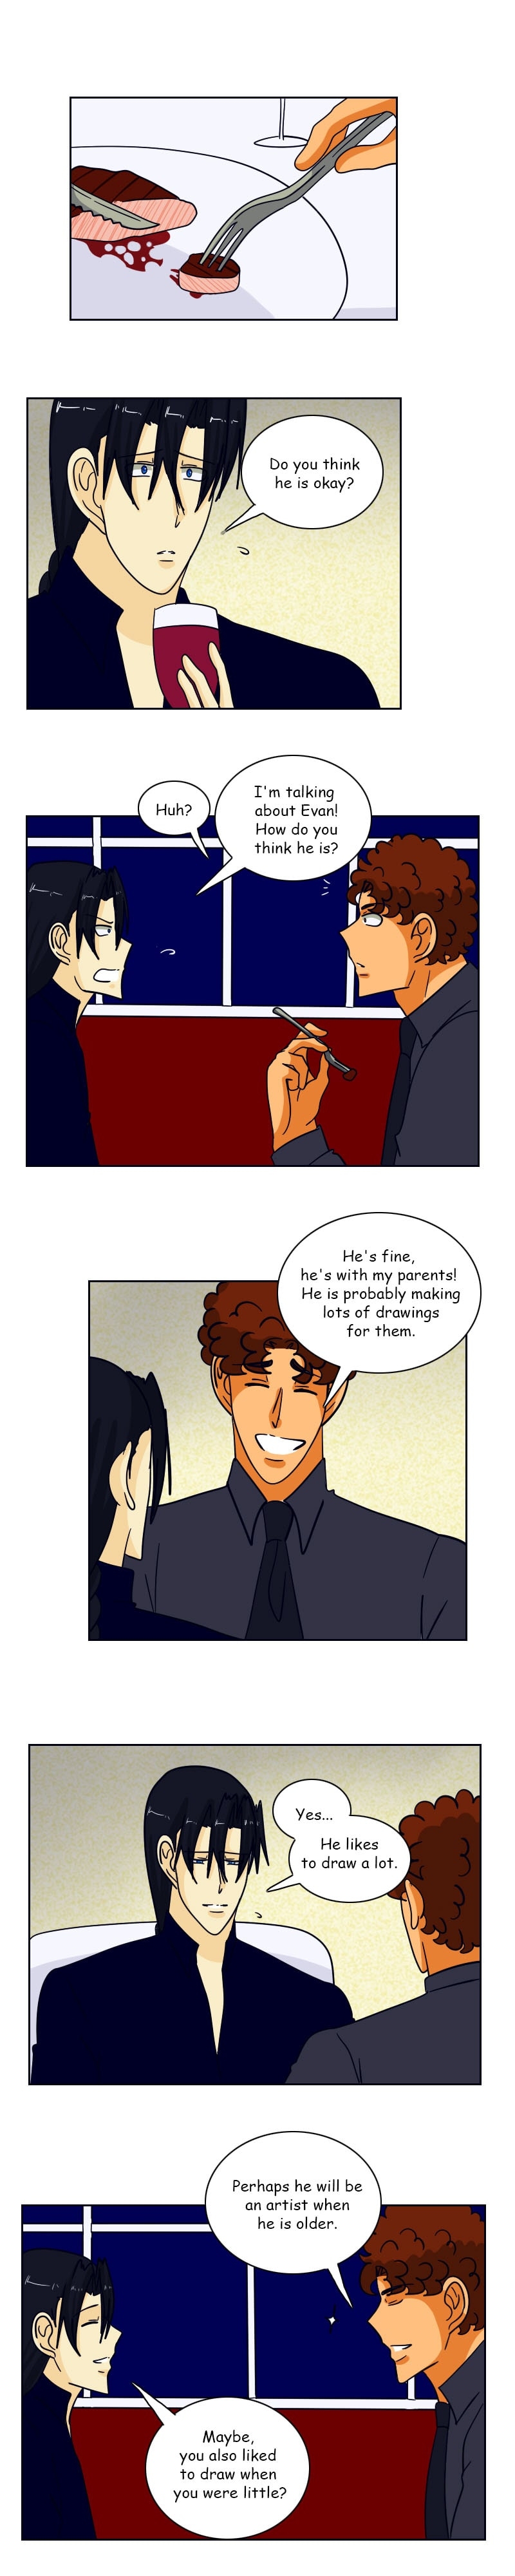 Do you think
he is okay?
Huh?
I'm talking
about Evan!
How do you
think he is?
He's fine,
he's with my parents!
He is probably making
lots of drawings
for them.
Yes...
He likes
to draw a lot.
Perhaps he will be
an artist when
he is older.
Maybe,
you also liked
to draw when
you were little?